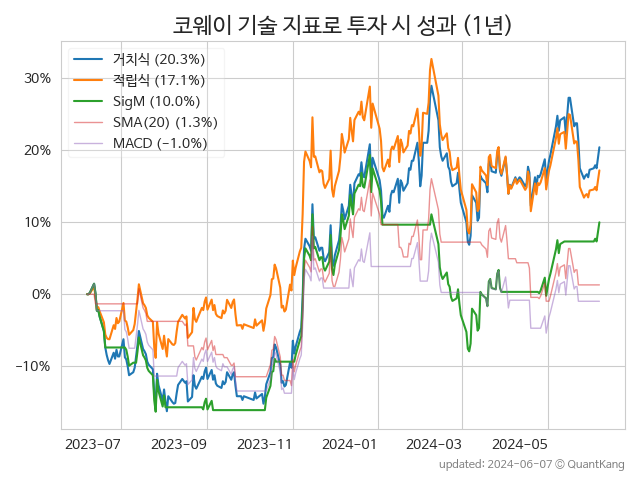 코웨이 기술 지표로 투자 시 성과 (1년)
거치식 (20.3%)
적립식 (17.1%)
SigM (10.0%)
SMA(20) (1.3%)
MACD (−1.0%)
30%
20%
10%
0%
−10%
2023−07
2023−09
2023−11
2024−01
2024−03
2024−05
updated: 2024-06-07 © QuantKang